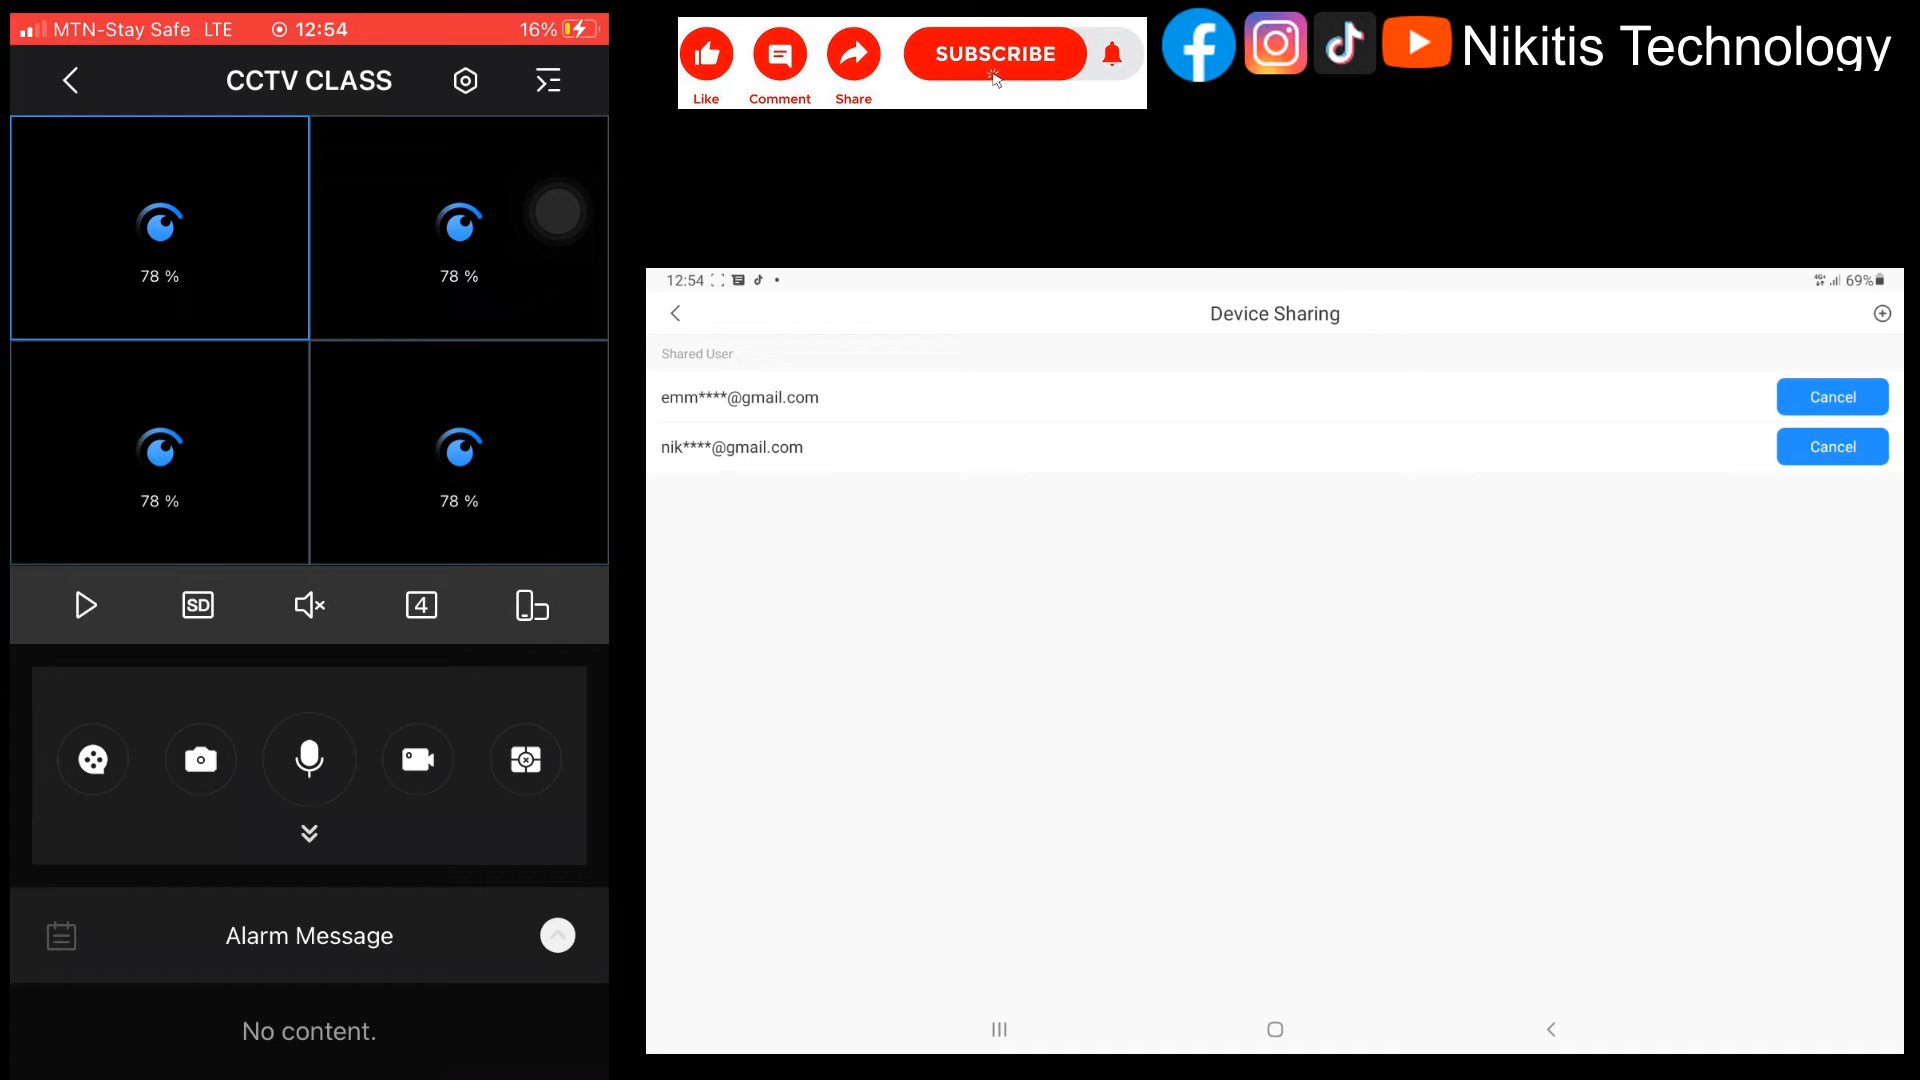 MTN-Stay Safe LTE 12:54 16%
CCTV CLASS
78 %
78 %
78 %
78 %
SD
4
Alarm Message
No content.
Like Comment Share
SUBSCRIBE
Nikitis Technology
12:54 4G+ 69%
Device Sharing
Shared User
emm****@gmail.com Cancel
nik****@gmail.com Cancel